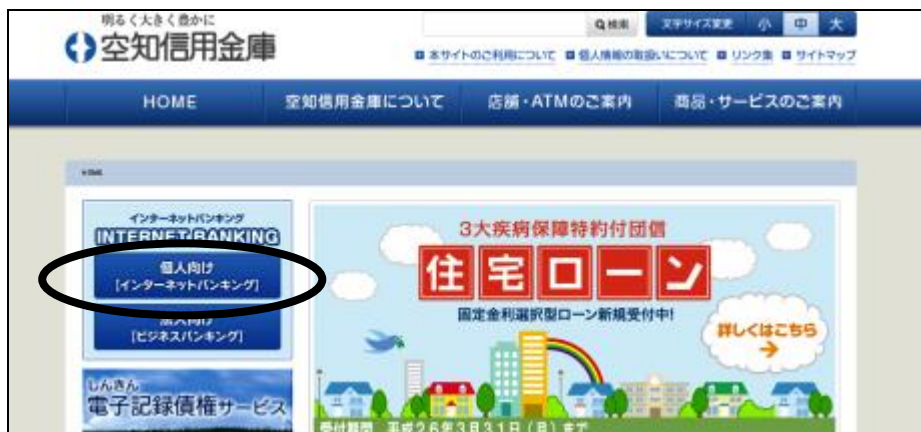 明るく大きく豊かに
空知信用金庫
検索
文字サイズ変更 小 中 大
本サイトのご利用について 個人情報の取扱いについて リンク集 サイトマップ
HOME 空知信用金庫について 店舗・ATMのご案内 商品・サービスのご案内
HOME
インターネットバンキング
INTERNET BANKING
個人向け
[インターネットバンキング]
法人向け
[ビジネスバンキング]
しんきん
電子記録債権サービス
3大疾病保障特約付団信
住宅ローン
固定金利選択型ローン新規受付中!
詳しくはこちら
受付期間 平成26年3月31日(月)まで